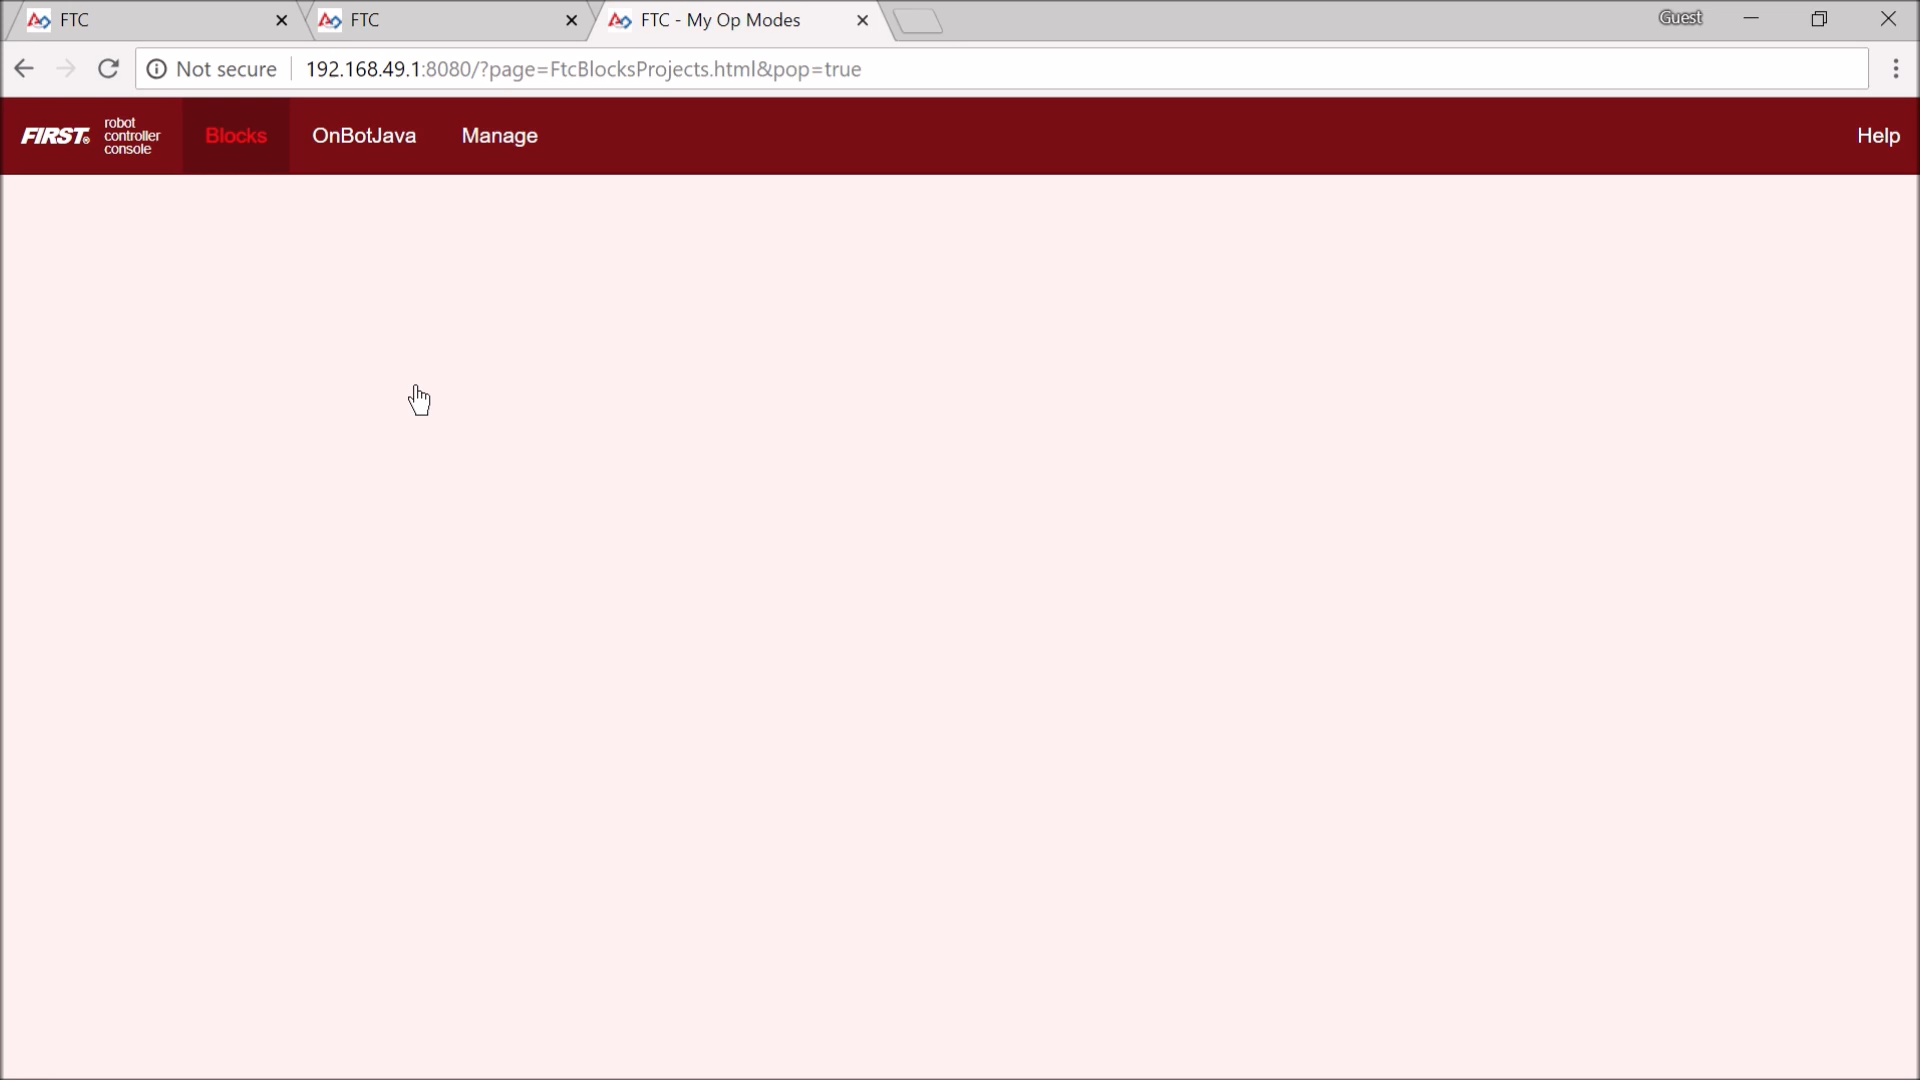 FTC
FTC
FTC - My Op Modes
Guest
Not secure
192.168.49.1:8080/?page=FtcBlocksProjects.html&pop=true
FIRST®
robot
controller
console
Blocks
OnBotJava
Manage
Help